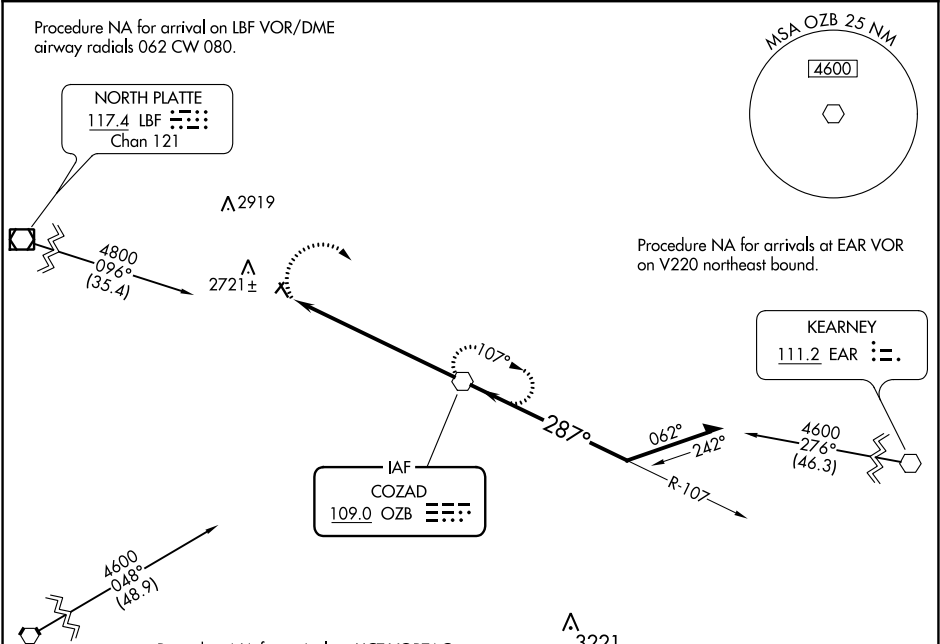 Procedure NA for arrival on LBF VOR/DME
airway radials 062 CW 080.
MSA OZB 25 NM
4600
NORTH PLATTE
117.4 LBF
Chan 121
2919
4800
096°
(35.4)
2721±
Procedure NA for arrivals at EAR VOR
on V220 northeast bound.
KEARNEY
111.2 EAR
107°
287°
062°
242°
4600
276°
(46.3)
R-107
IAF
COZAD
109.0 OZB
4600
048°
(48.9)
3221